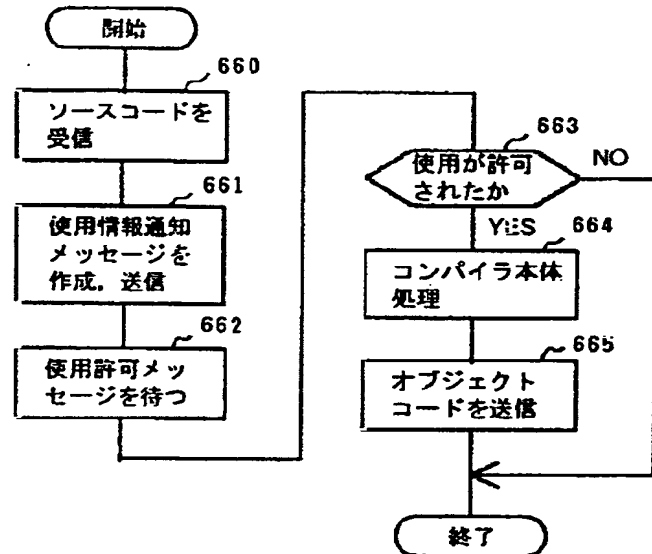 開始
660
ソースコードを
受信
661
使用情報通知
メッセージを
作成，送信
662
使用許可メッ
セージを待つ
663
使用が許可
されたか
NO
YES
664
コンパイラ本体
処理
665
オブジェクト
コードを送信
終了